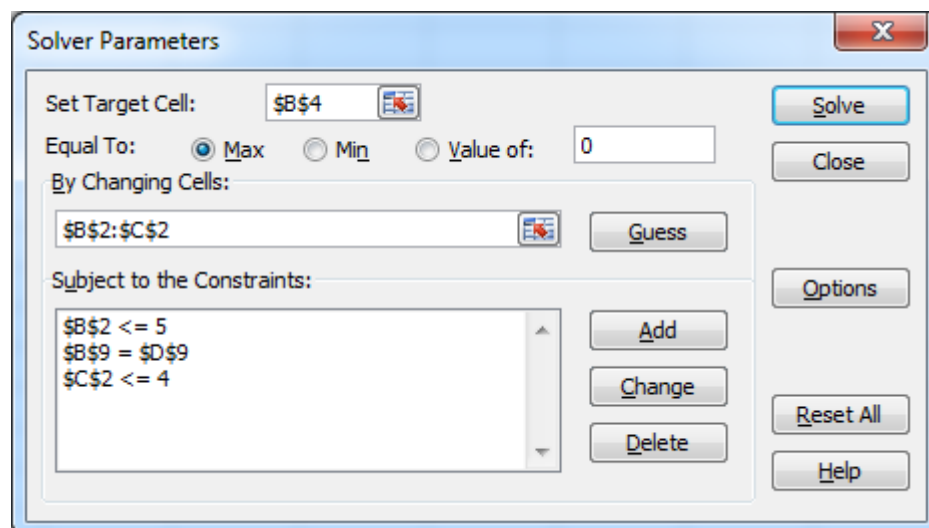 Solver Parameters
X
Set Target Cell: $B$4
Solve
Equal To: Max Min Value of: 0
Close
By Changing Cells:
$B$2:$C$2
Guess
Subject to the Constraints:
Options
$B$2 <= 5
$B$9 = $D$9
$C$2 <= 4
Add
Change
Delete
Reset All
Help